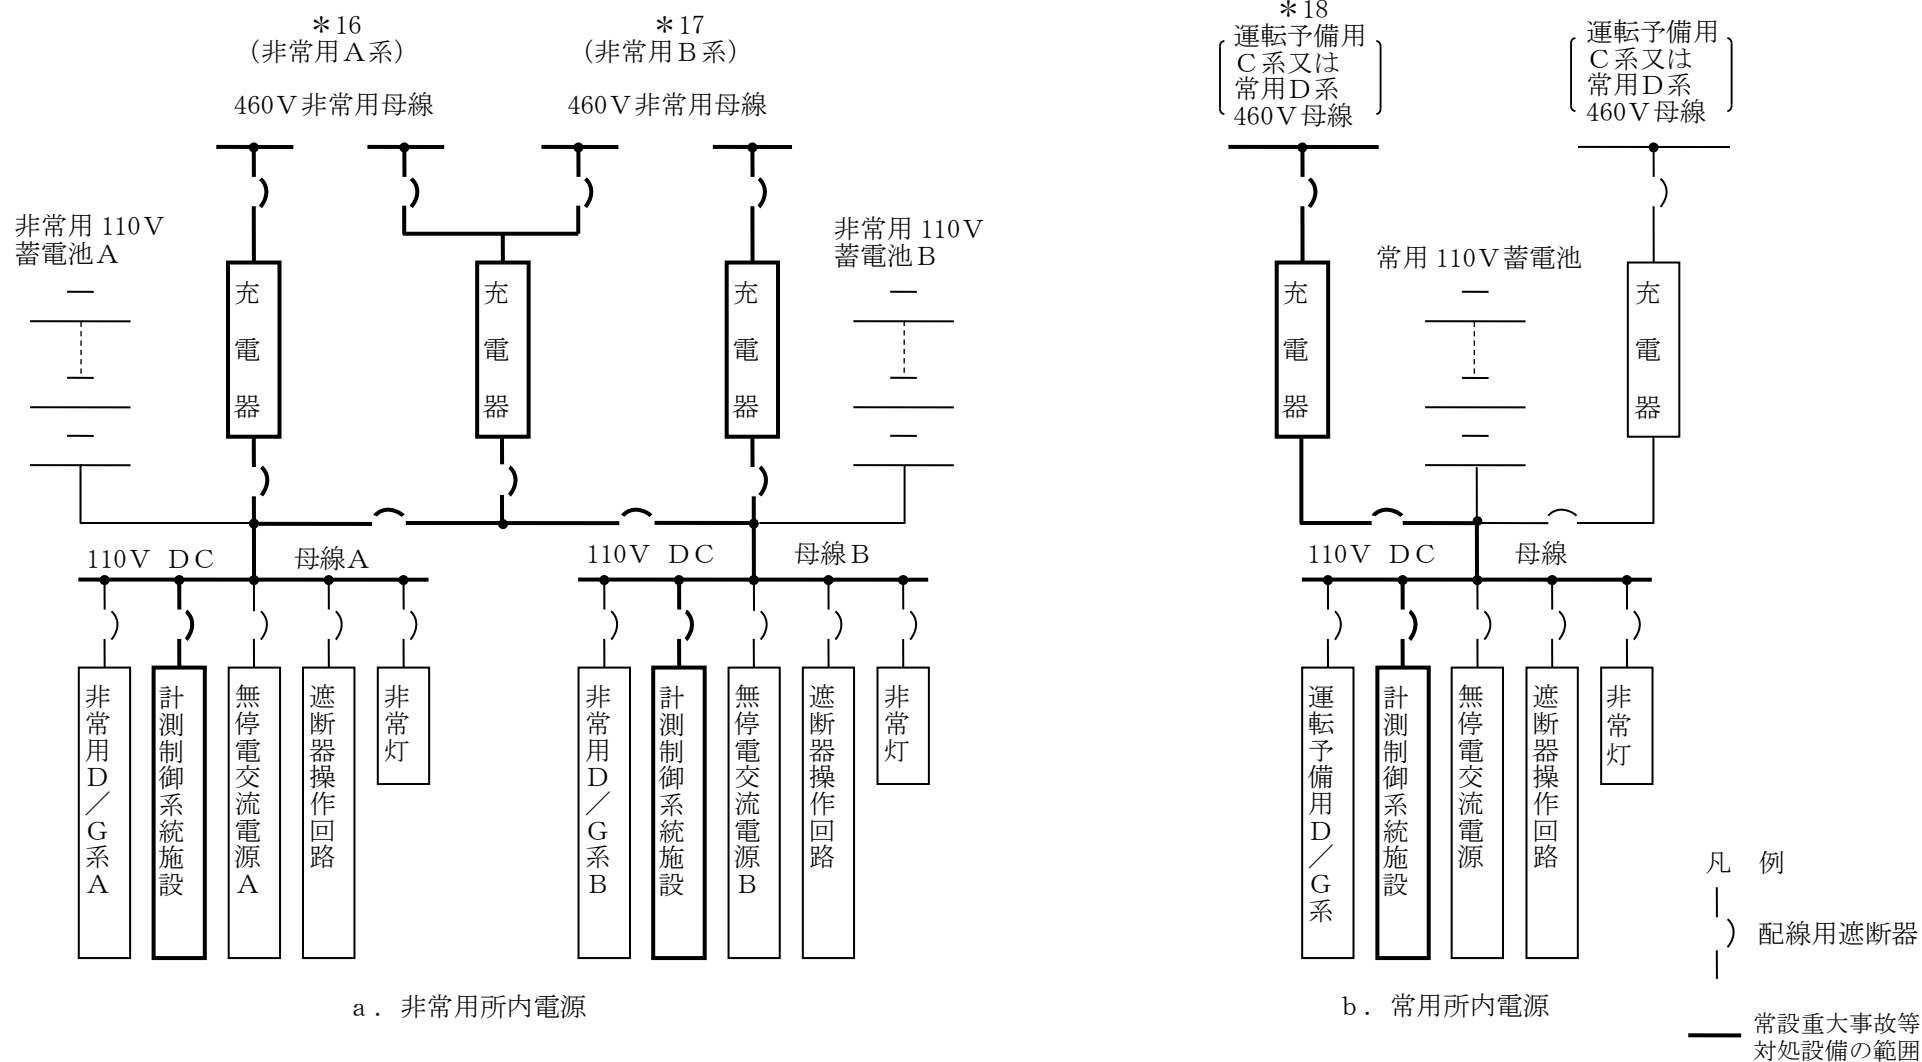 ＊16
（非常用Ａ系）
460Ｖ非常用母線
＊17
（非常用Ｂ系）
460Ｖ非常用母線
非常用110Ｖ
蓄電池Ａ
充電器
充電器
充電器
非常用110Ｖ
蓄電池Ｂ
110Ｖ ＤＣ 母線Ａ
110Ｖ ＤＣ 母線Ｂ
非常用Ｄ／Ｇ系Ａ
計測制御系統施設
無停電交流電源Ａ
遮断器操作回路
非常灯
非常用Ｄ／Ｇ系Ｂ
計測制御系統施設
無停電交流電源Ｂ
遮断器操作回路
非常灯
ａ．非常用所内電源
＊18
運転予備用
Ｃ系又は
常用Ｄ系
460Ｖ母線
運転予備用
Ｃ系又は
常用Ｄ系
460Ｖ母線
充電器
常用110Ｖ蓄電池
充電器
110Ｖ ＤＣ 母線
運転予備用Ｄ／Ｇ系
計測制御系統施設
無停電交流電源
遮断器操作回路
非常灯
ｂ．常用所内電源
凡 例
配線用遮断器
常設重大事故等
対処設備の範囲